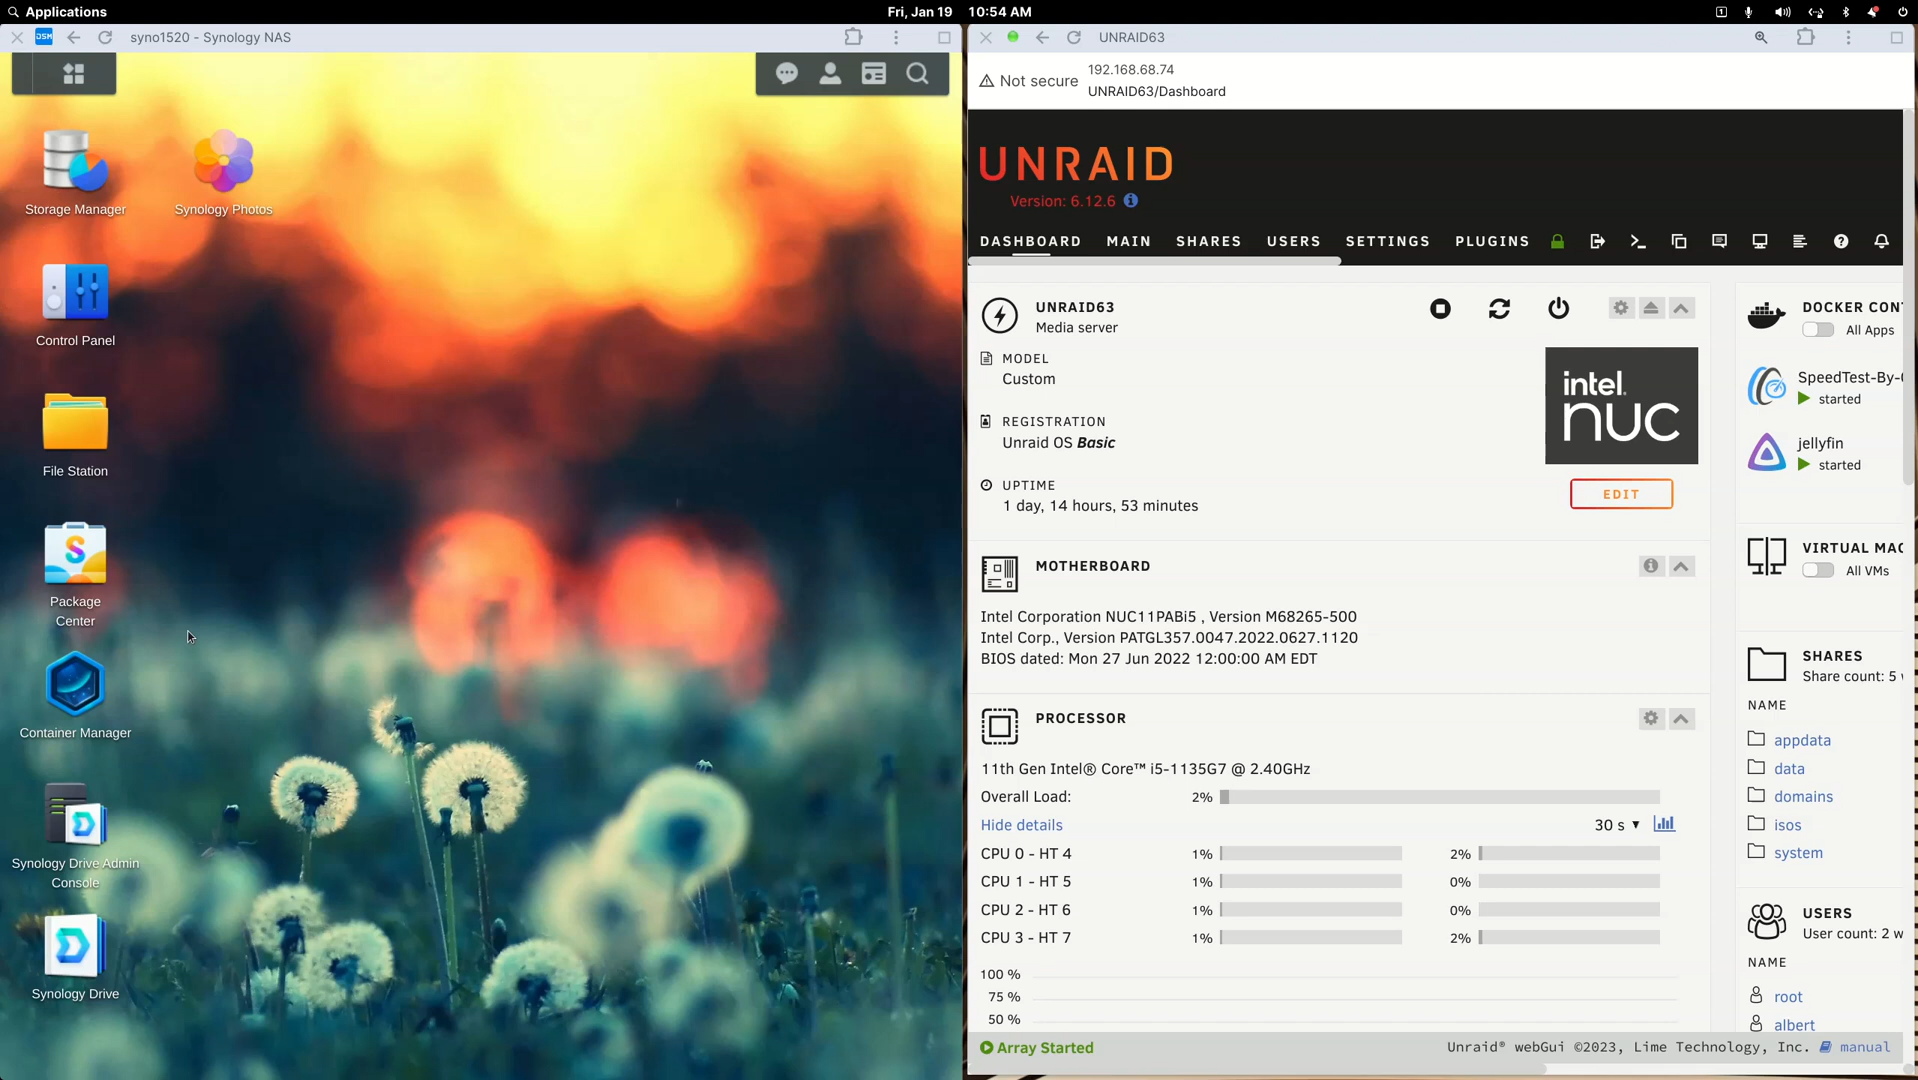 Applications
Fri, Jan 19 10:54 AM
DSM
syno1520 - Synology NAS
Storage Manager
Synology Photos
Control Panel
File Station
S
Package
Center
Container Manager
Synology Drive Admin
Console
Synology Drive
UNRAID63
Not secure
192.168.68.74
UNRAID63/Dashboard
UNRAID
Version: 6.12.6
DASHBOARD MAIN SHARES USERS SETTINGS PLUGINS
UNRAID63
Media server
MODEL
Custom
REGISTRATION
Unraid OS Basic
UPTIME
1 day, 14 hours, 53 minutes
intel
nuc
EDIT
MOTHERBOARD
Intel Corporation NUC11PABi5 , Version M68265-500
Intel Corp., Version PATGL357.0047.2022.0627.1120
BIOS dated: Mon 27 Jun 2022 12:00:00 AM EDT
PROCESSOR
11th Gen Intel® Core™ i5-1135G7 @ 2.40GHz
Overall Load: 2%
Hide details 30 s
CPU 0 - HT 4 1% 2%
CPU 1 - HT 5 1% 0%
CPU 2 - HT 6 1% 0%
CPU 3 - HT 7 1% 2%
100 %
75 %
50 %
DOCKER CON
All Apps
SpeedTest-By-
started
jellyfin
started
VIRTUAL MAC
All VMs
SHARES
Share count: 5 w
NAME
appdata
data
domains
isos
system
USERS
User count: 2 w
NAME
root
albert
Array Started
Unraid® webGui ©2023, Lime Technology, Inc. manual